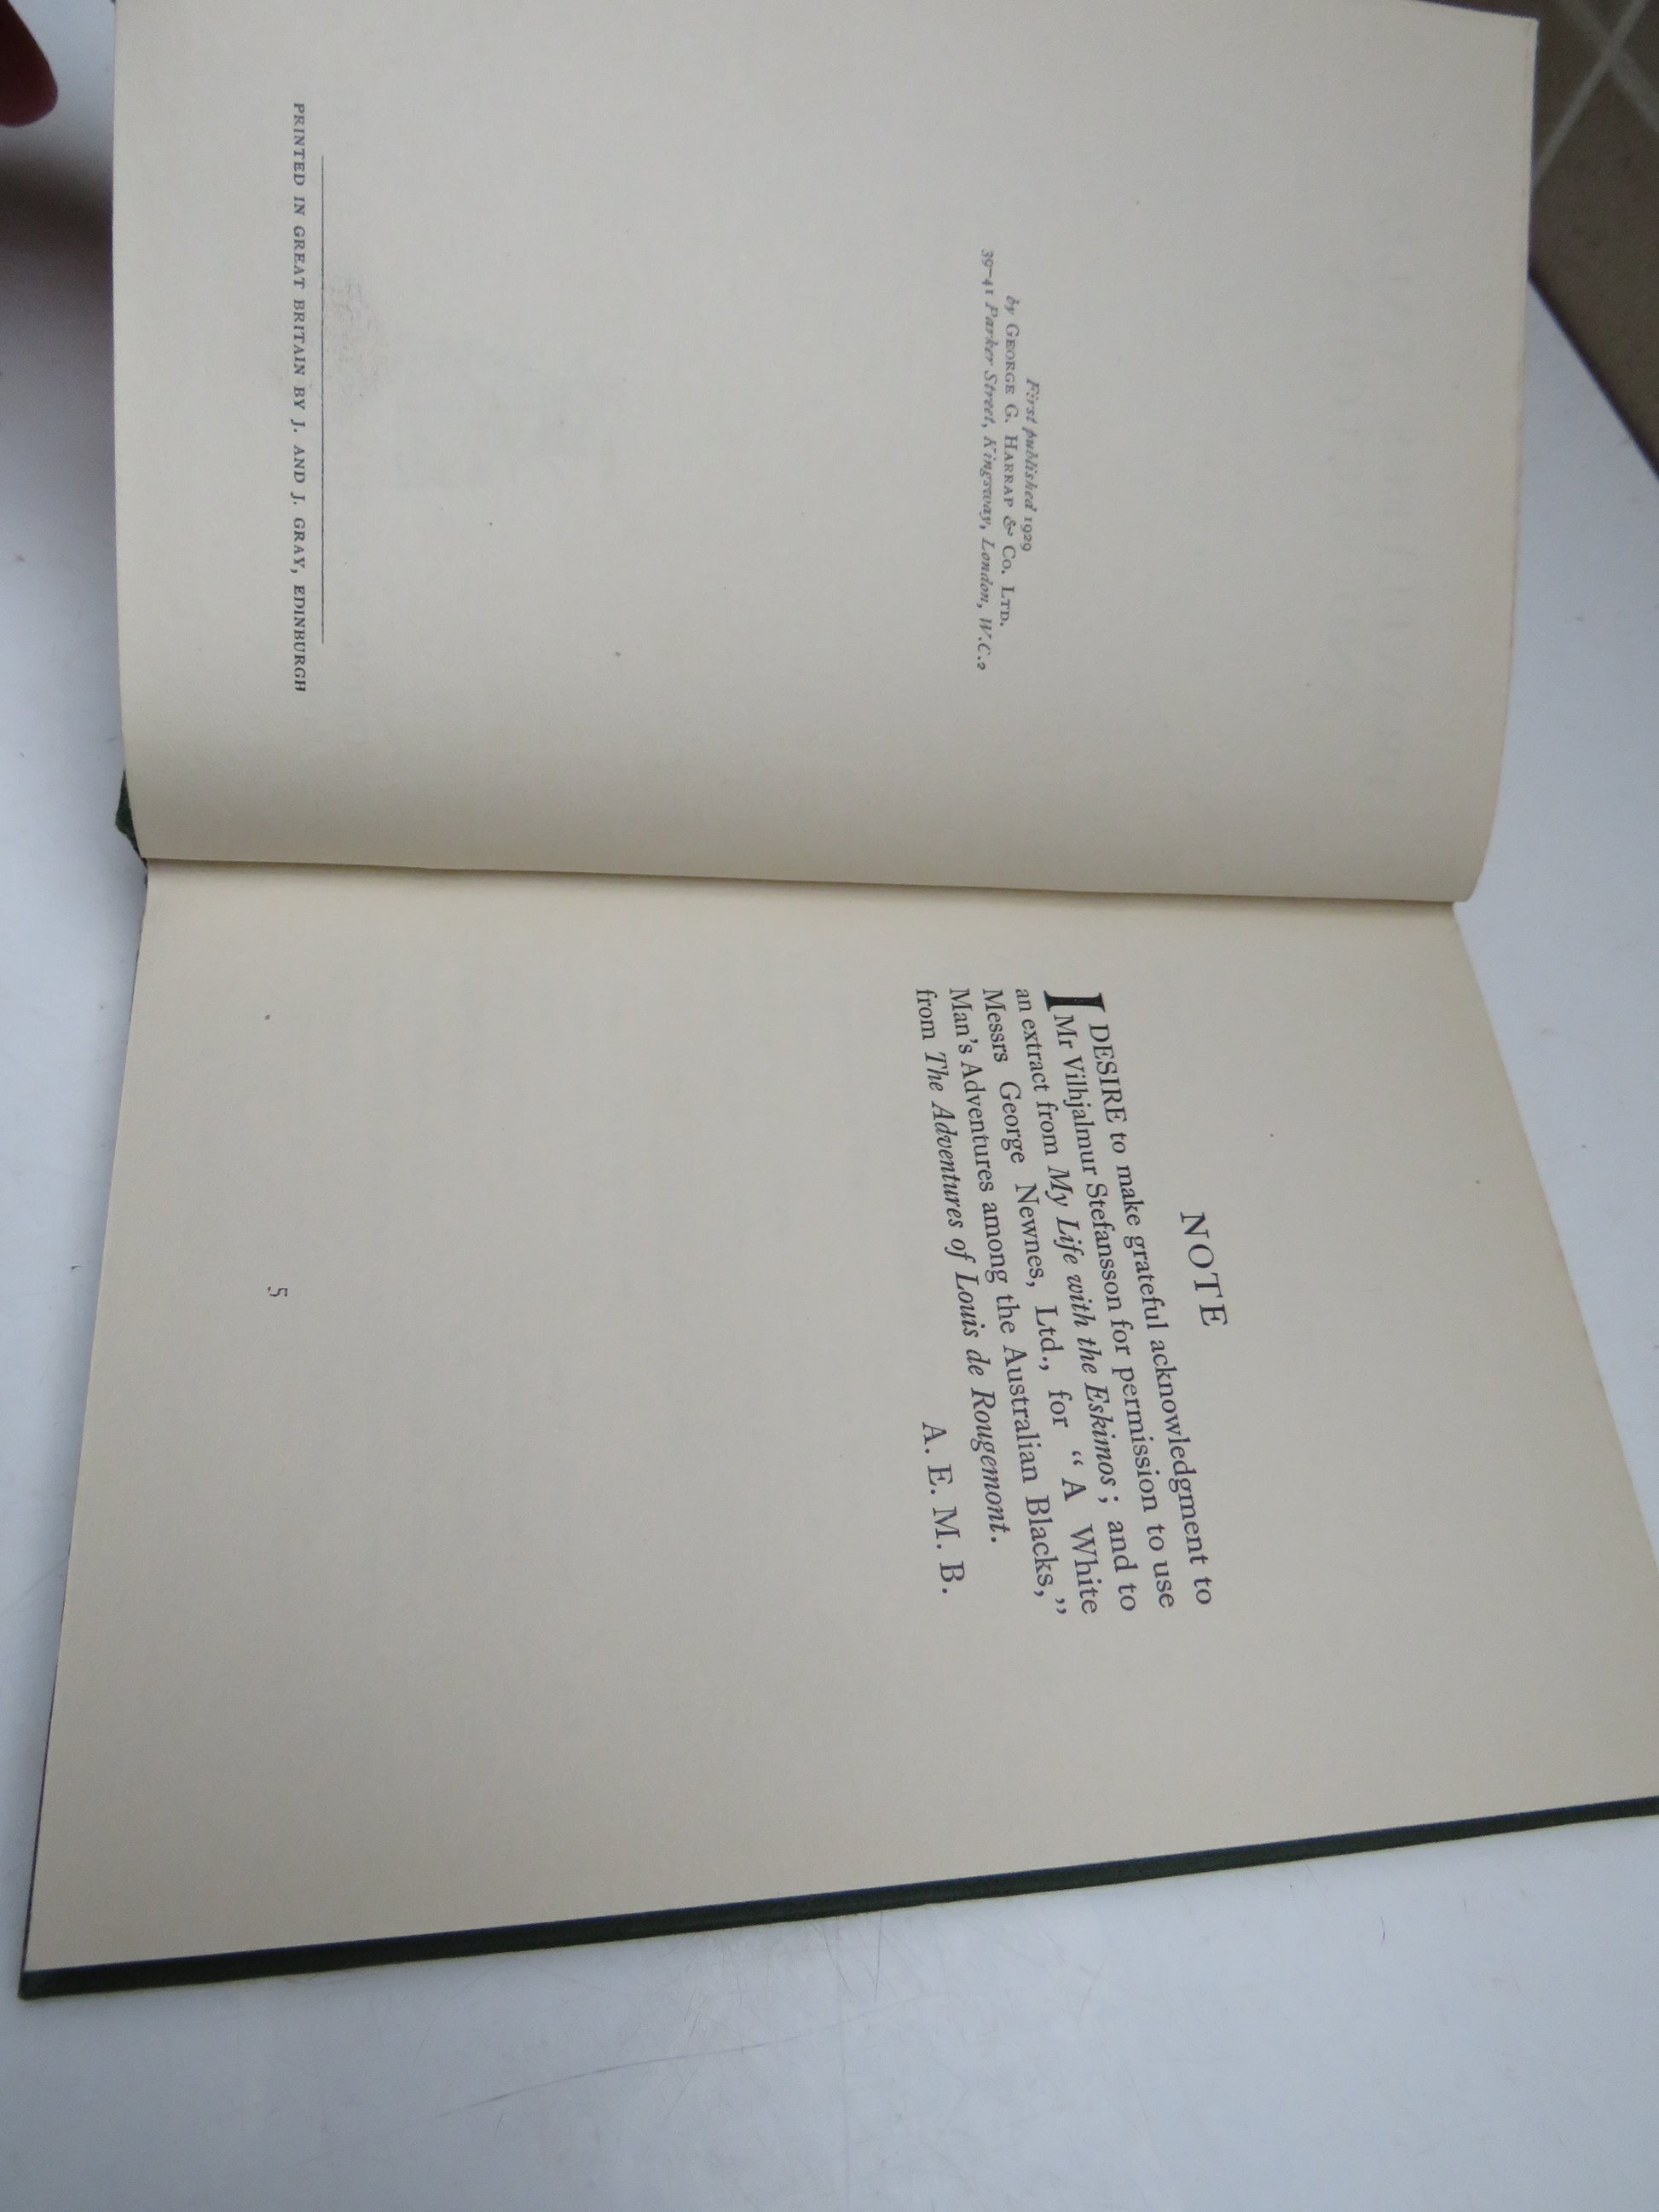 First published 1929
by GEORGE G. HARRAP & CO. LTD.
39-41 Parker Street, Kingsway, London, W.C.2
PRINTED IN GREAT BRITAIN BY J. AND J. GRAY, EDINBURGH
NOTE
I DESIRE to make grateful acknowledgment to
Mr Vilhjalmur Stefansson for permission to use
an extract from My Life with the Eskimos; and to
Messrs George Newnes, Ltd., for “A White
Man's Adventures among the Australian Blacks,”
from The Adventures of Louis de Rougemont.
A. E. M. B.
5